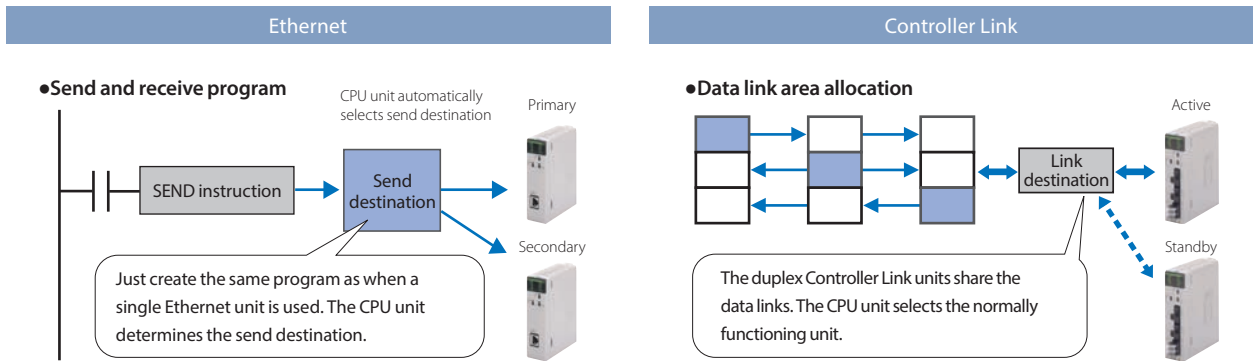 Ethernet
●Send and receive program
CPU unit automatically
selects send destination
Primary
SEND instruction
Send
destination
Secondary
Just create the same program as when a
single Ethernet unit is used. The CPU unit
determines the send destination.
Controller Link
●Data link area allocation
Active
Link
destination
Standby
The duplex Controller Link units share the
data links. The CPU unit selects the normally
functioning unit.